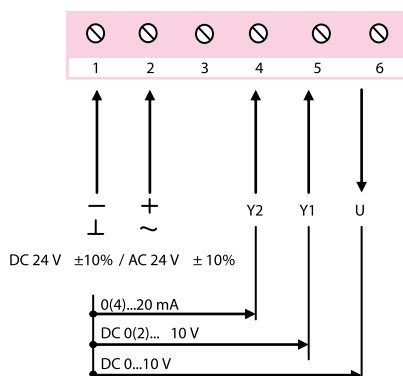 1 2 3 4 5 6
− + Y2 Y1 U
⊥ ~
DC 24 V ±10% / AC 24 V ± 10%
0(4)...20 mA
DC 0(2)... 10 V
DC 0...10 V